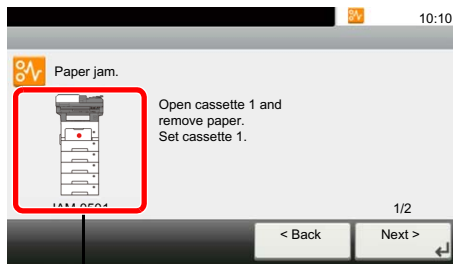 10:10
Paper jam.
Open cassette 1 and
remove paper.
Set cassette 1.
1/2
< Back
Next >